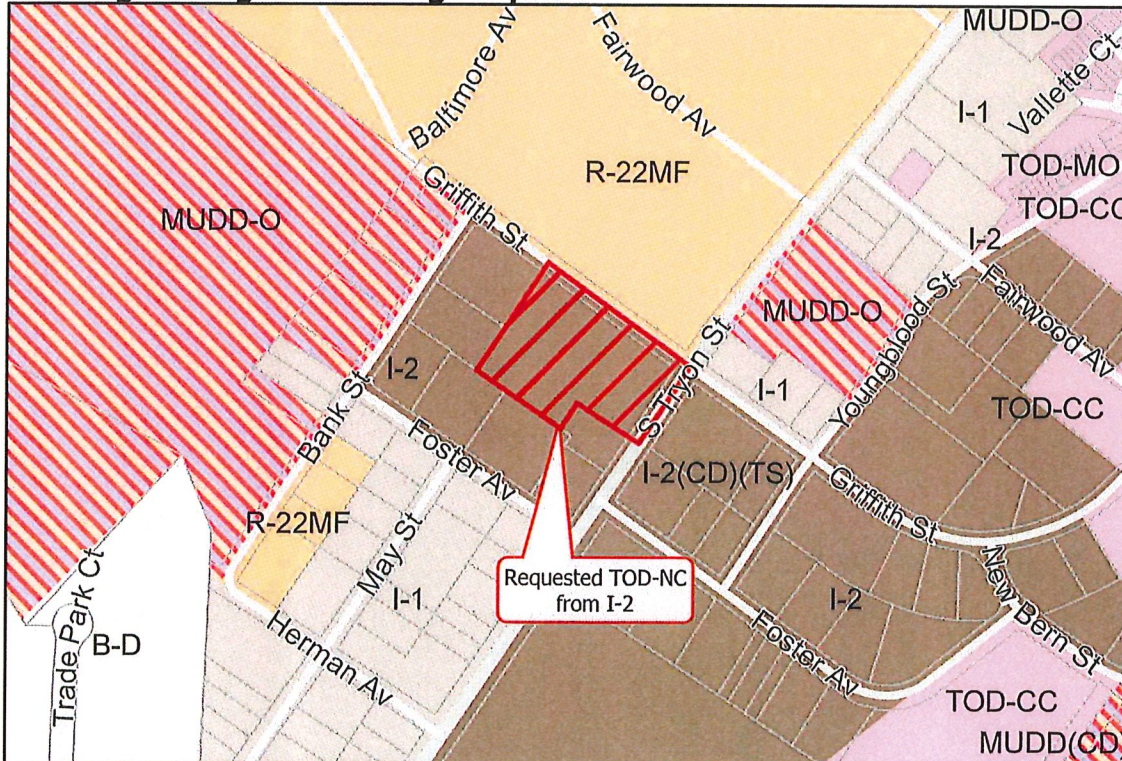 MUDD-O
Baltimore Av
Fairwood Av
Vallette Ct
I-1
R-22MF
TOD-MO
TOD-CC
Griffith St
MUDD-O
I-2
Fairwood Av
MUDD-O
Youngblood St
S Tryon St
I-2
I-1
TOD-CC
Bank St
Foster Av
I-2(CD)(TS)
Griffith St
R-22MF
May St
New Bern St
Requested TOD-NC
from I-2
I-1
I-2
Trade Park Ct
B-D
Herman Av
Foster Av
TOD-CC
MUDD(CD)